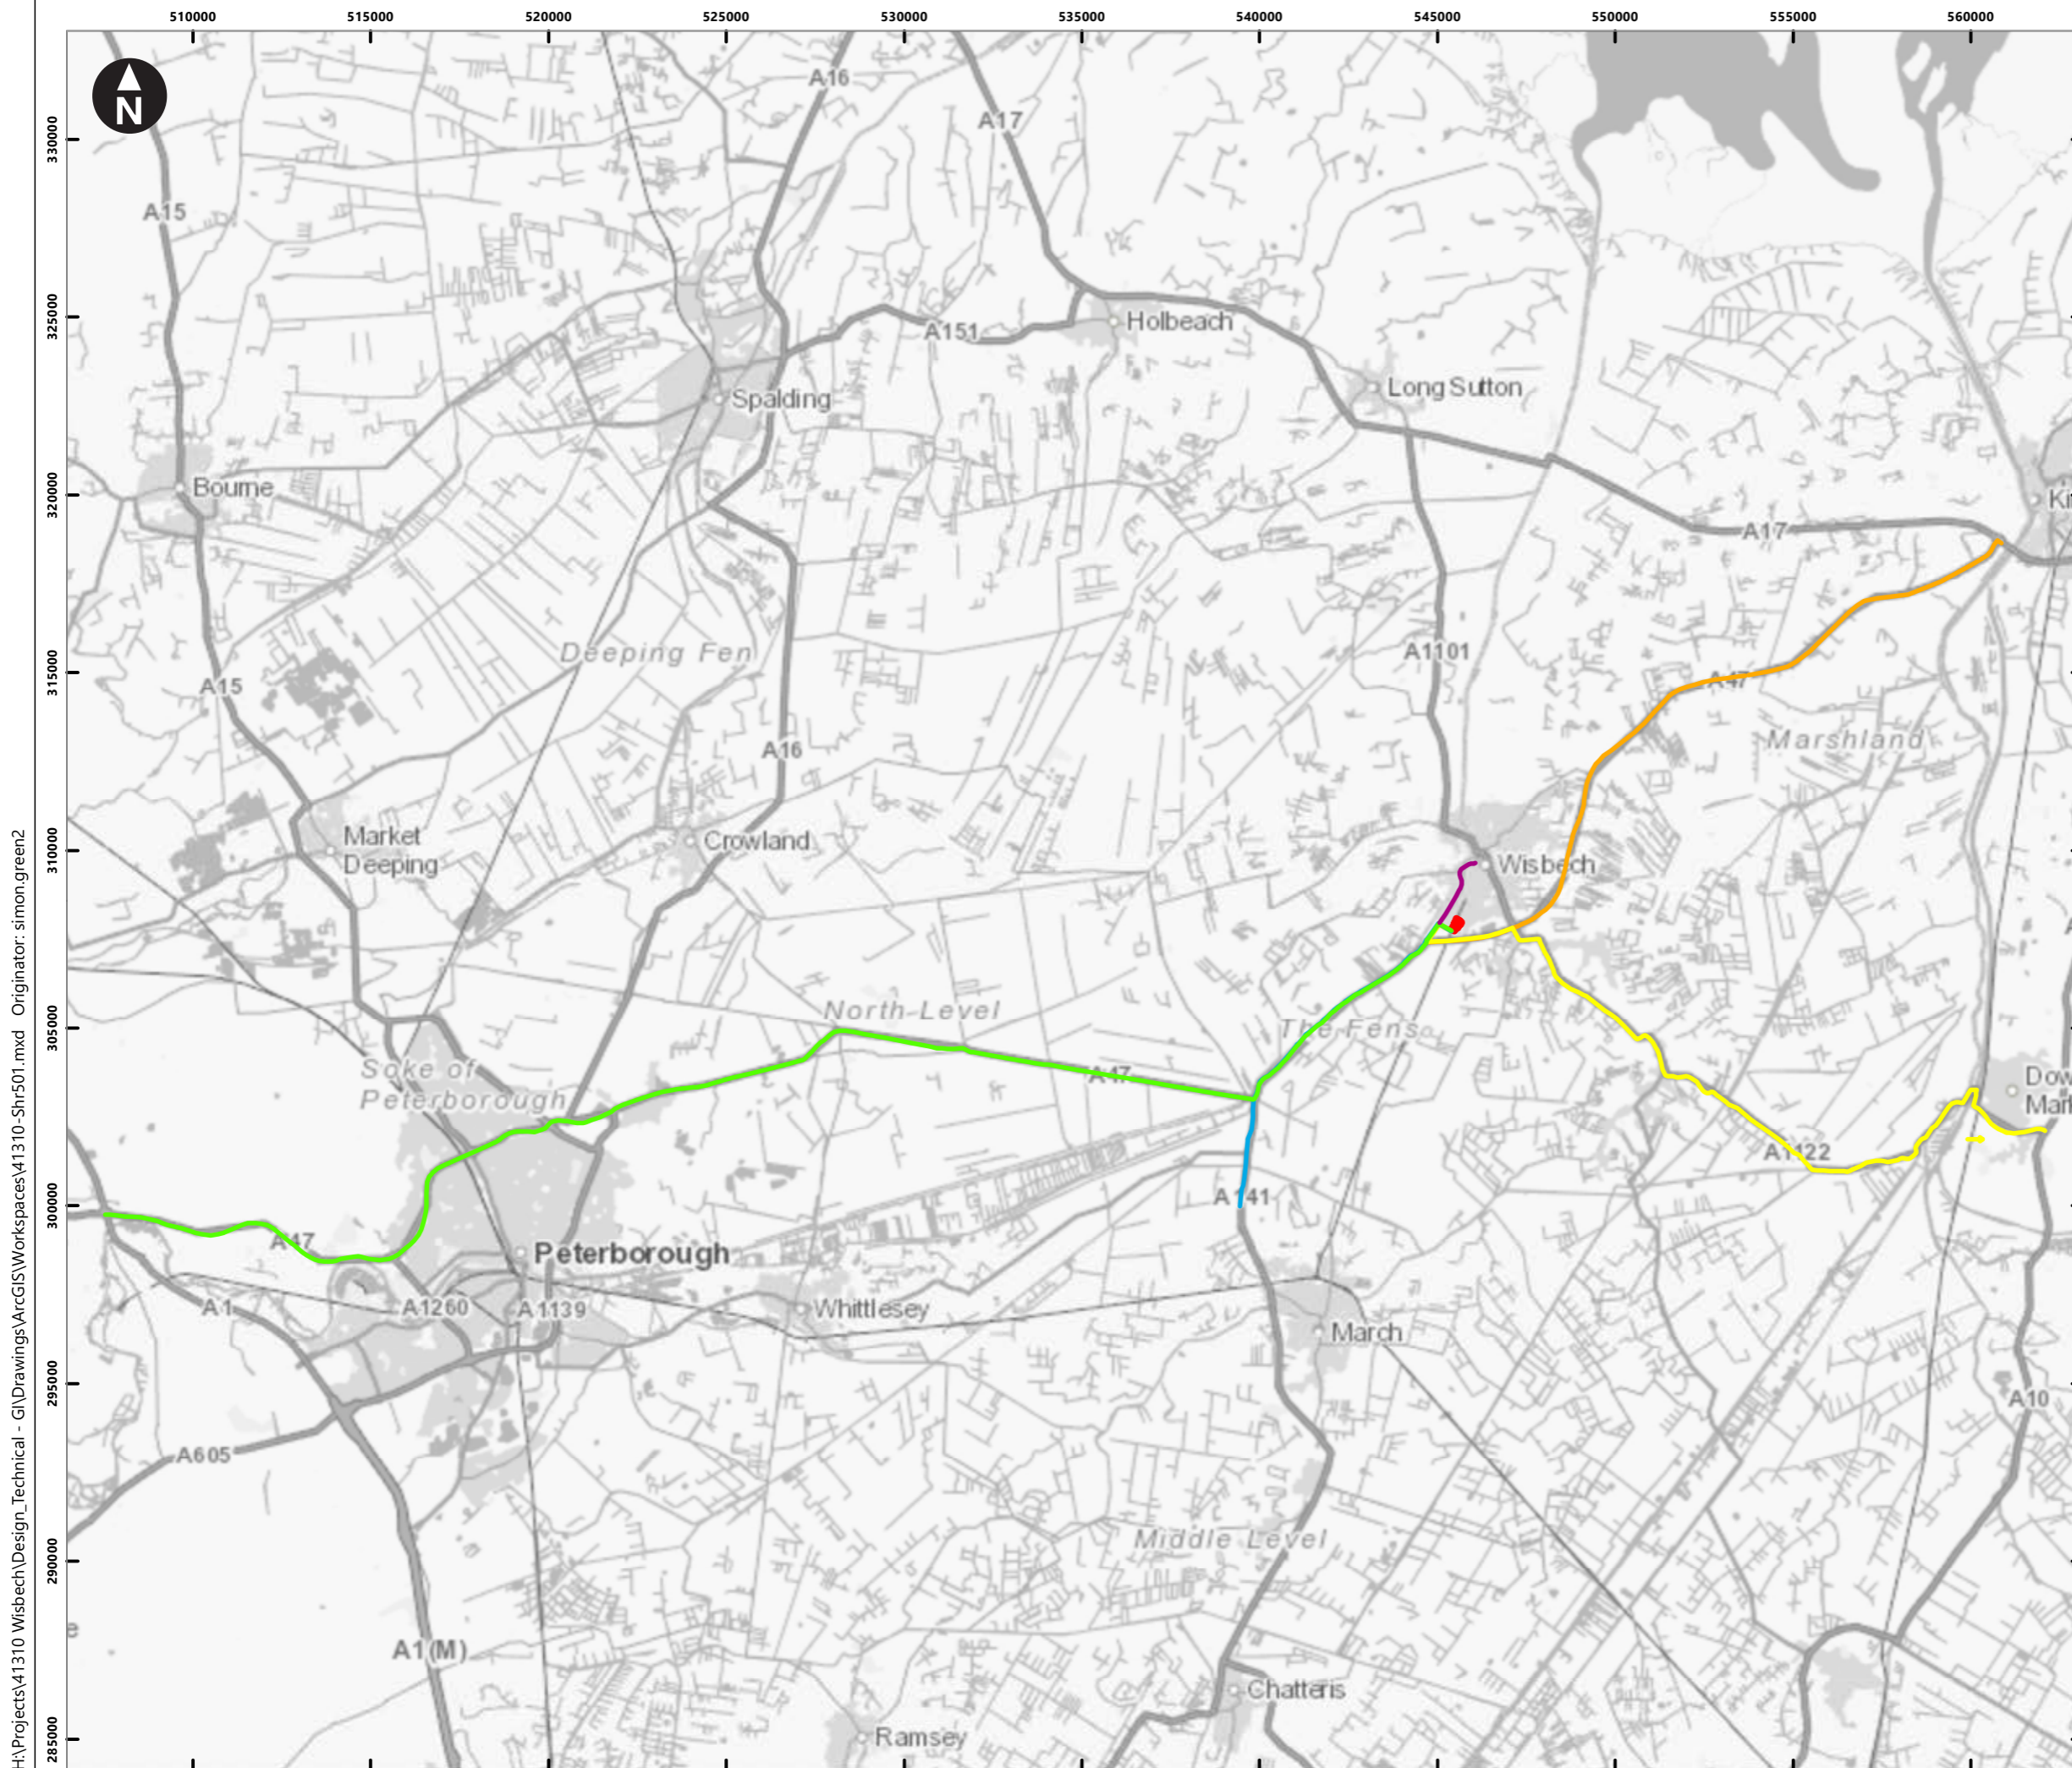 510000 515000 520000 525000 530000 535000 540000 545000 550000 555000 560000
N
A16
A17
330000
A15
325000
A151
Holbeach
Long Sutton
Spalding
320000
Bourne
A17
Deeping Fen
A1101
315000
A15
A47
Marshland
A16
310000
Market
Deeping
Crowland
Wisbech
305000
North Level
The Fens
Soke of
Peterborough
A47
A1122
300000
A141
A47
Peterborough
A1
A1260
A1139
Whittlesey
March
295000
A10
A605
290000
Middle Level
A1(M)
Chatteris
285000
Ramsey
H:\Projects\41310 Wisbech\Design_Technical - GI\Drawings\ArcGIS\Workspaces\41310-Shr501.mxd Originator: simon.green2